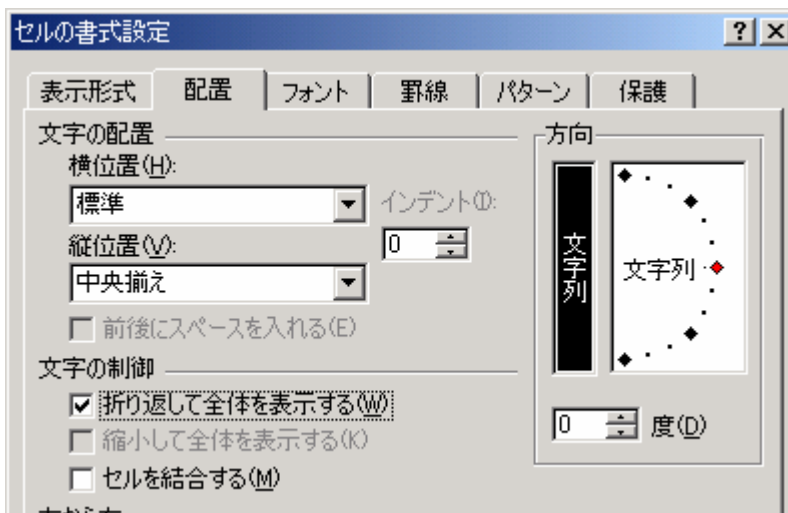 セルの書式設定
表示形式 配置 フォント 罫線 パターン 保護
文字の配置
横位置(H):
標準
インデント(I):
0
縦位置(V):
中央揃え
前後にスペースを入れる(E)
文字の制御
折り返して全体を表示する(W)
縮小して全体を表示する(K)
セルを結合する(M)
方向
文字列
文字列
0 度(D)